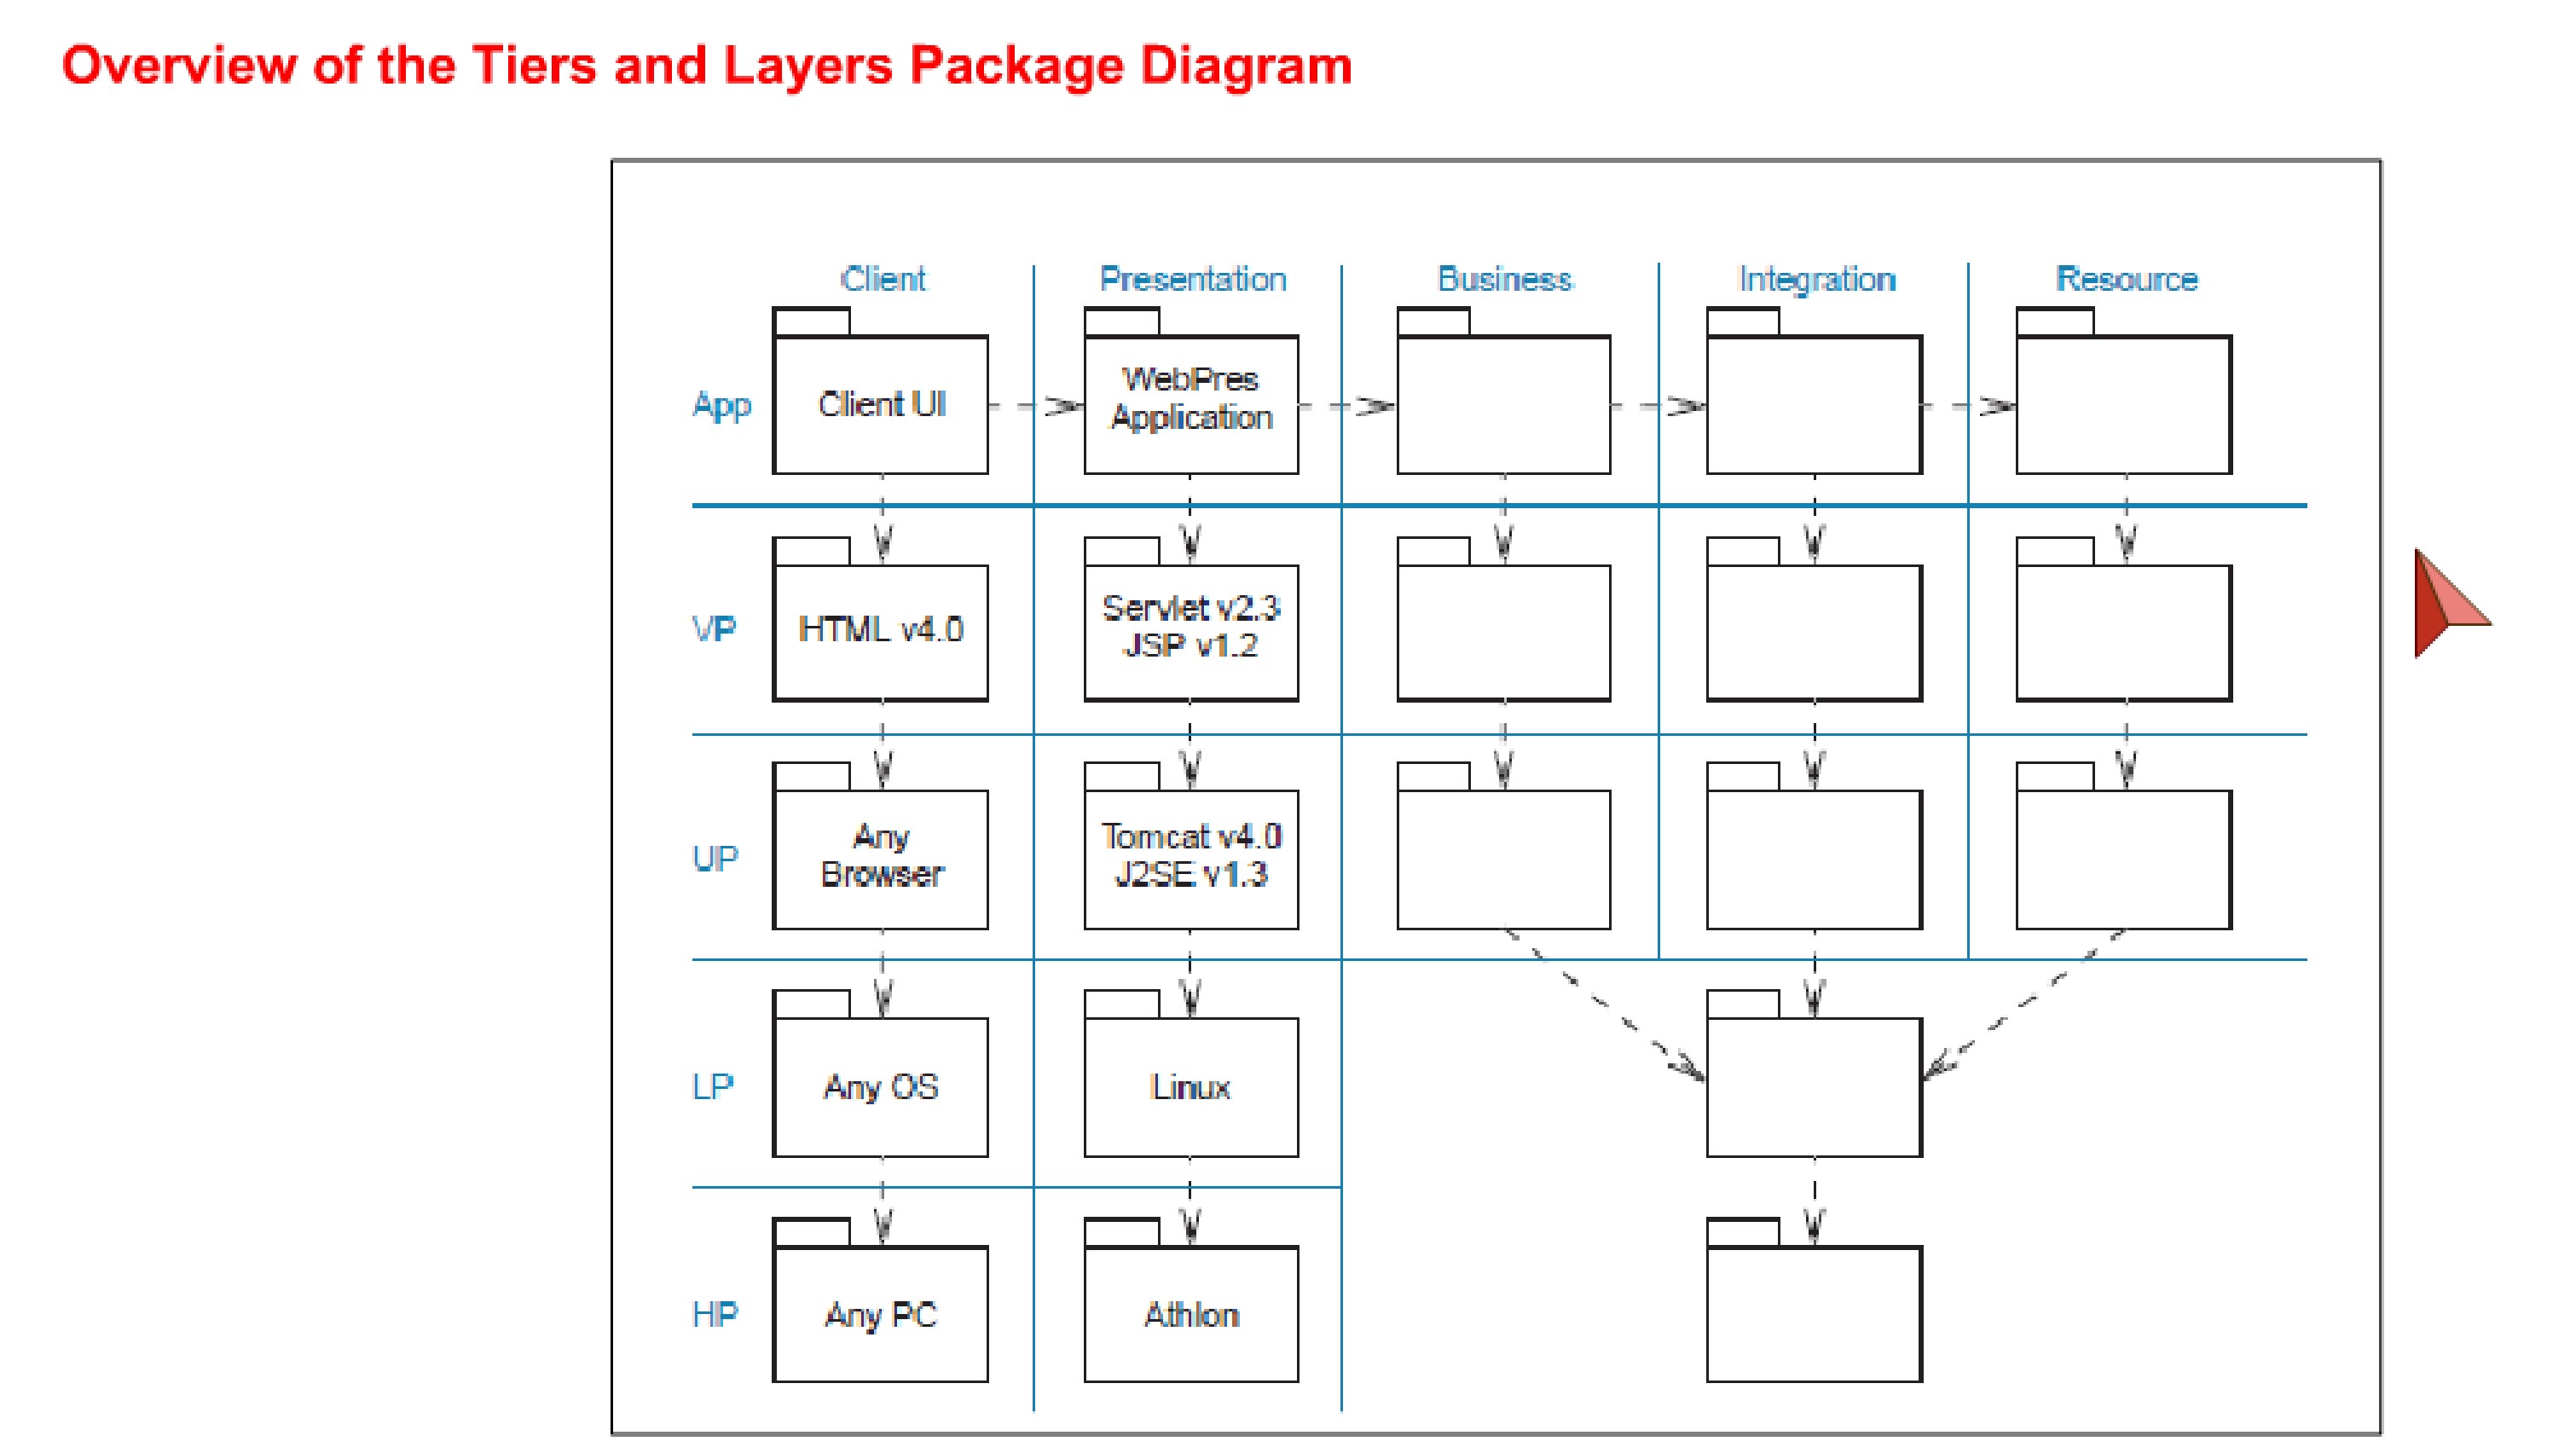 Overview of the Tiers and Layers Package Diagram
Client Presentation Business Integration Resource
App
Client UI
WebPres
Application
VP
HTML v4.0
Servlet v2.3
JSP v1.2
UP
Any
Browser
Tomcat v4.0
J2SE v1.3
LP
Any OS
Linux
HP
Any PC
Athlon